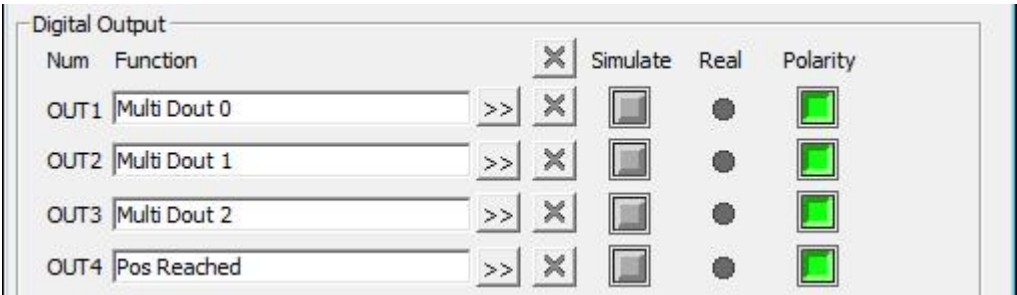 Digital Output
Num Function Simulate Real Polarity
OUT1 Multi Dout 0 >>
OUT2 Multi Dout 1 >>
OUT3 Multi Dout 2 >>
OUT4 Pos Reached >>